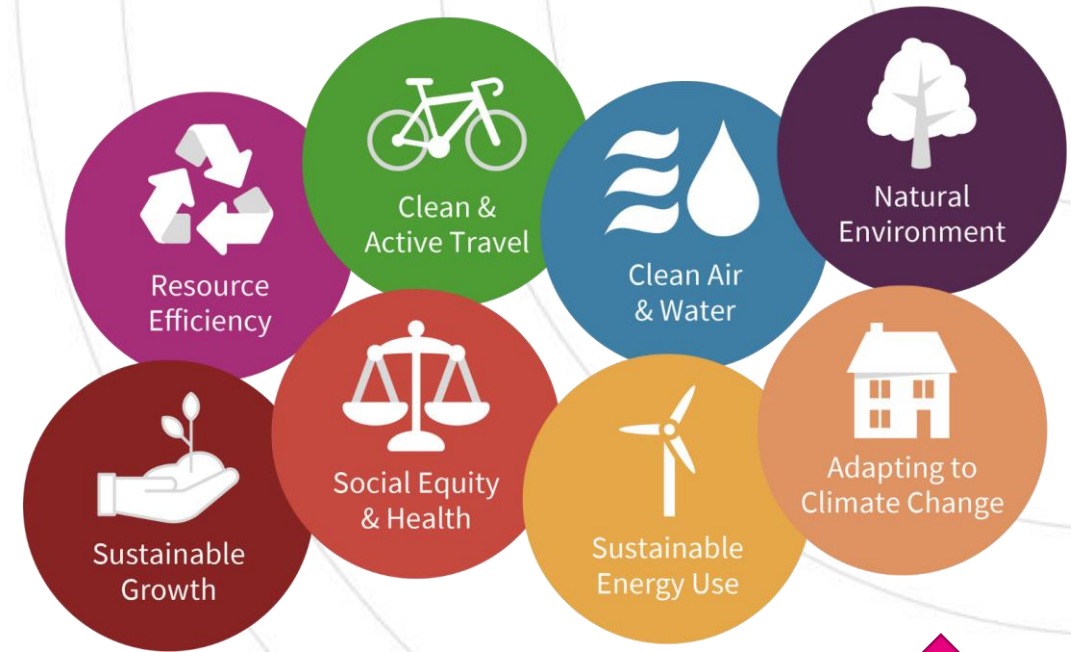 Resource
Efficiency
Clean &
Active Travel
Clean Air
& Water
Natural
Environment
Sustainable
Growth
Social Equity
& Health
Sustainable
Energy Use
Adapting to
Climate Change